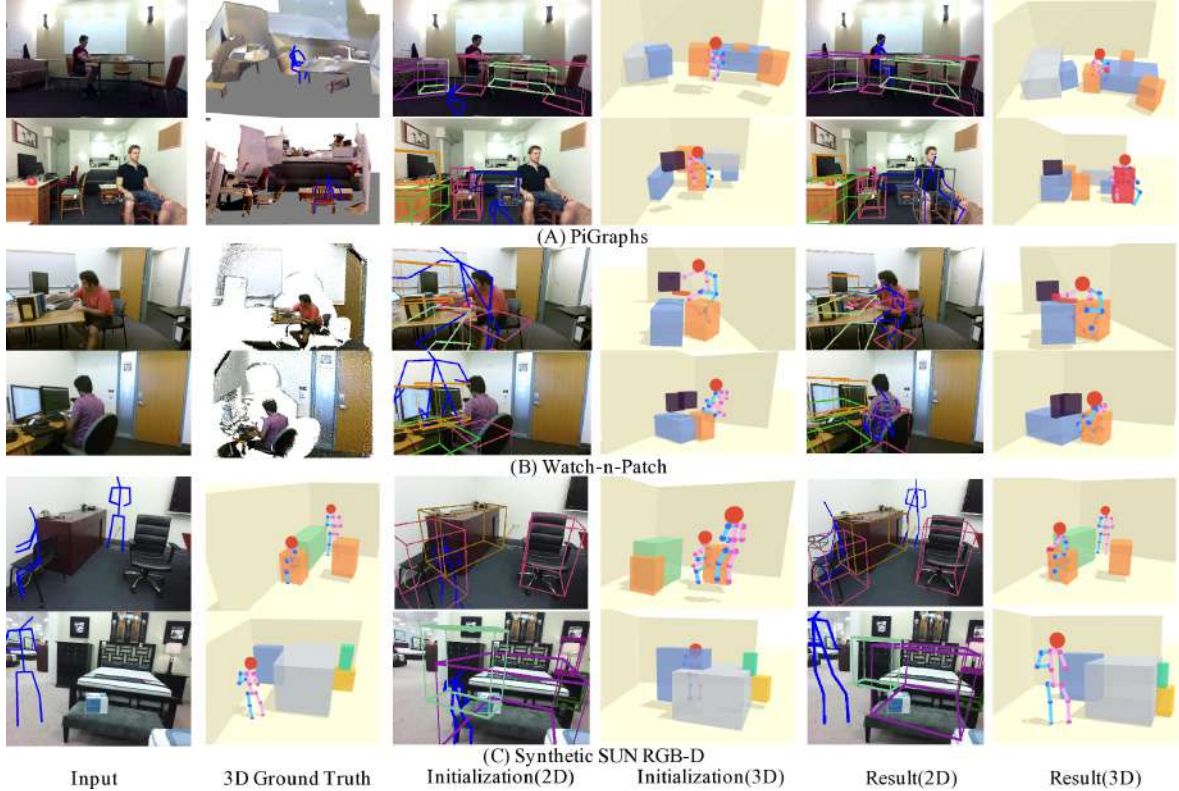 (A) PiGraphs
(B) Watch-n-Patch
(C) Synthetic SUN RGB-D
Input 3D Ground Truth Initialization(2D) Initialization(3D) Result(2D) Result(3D)